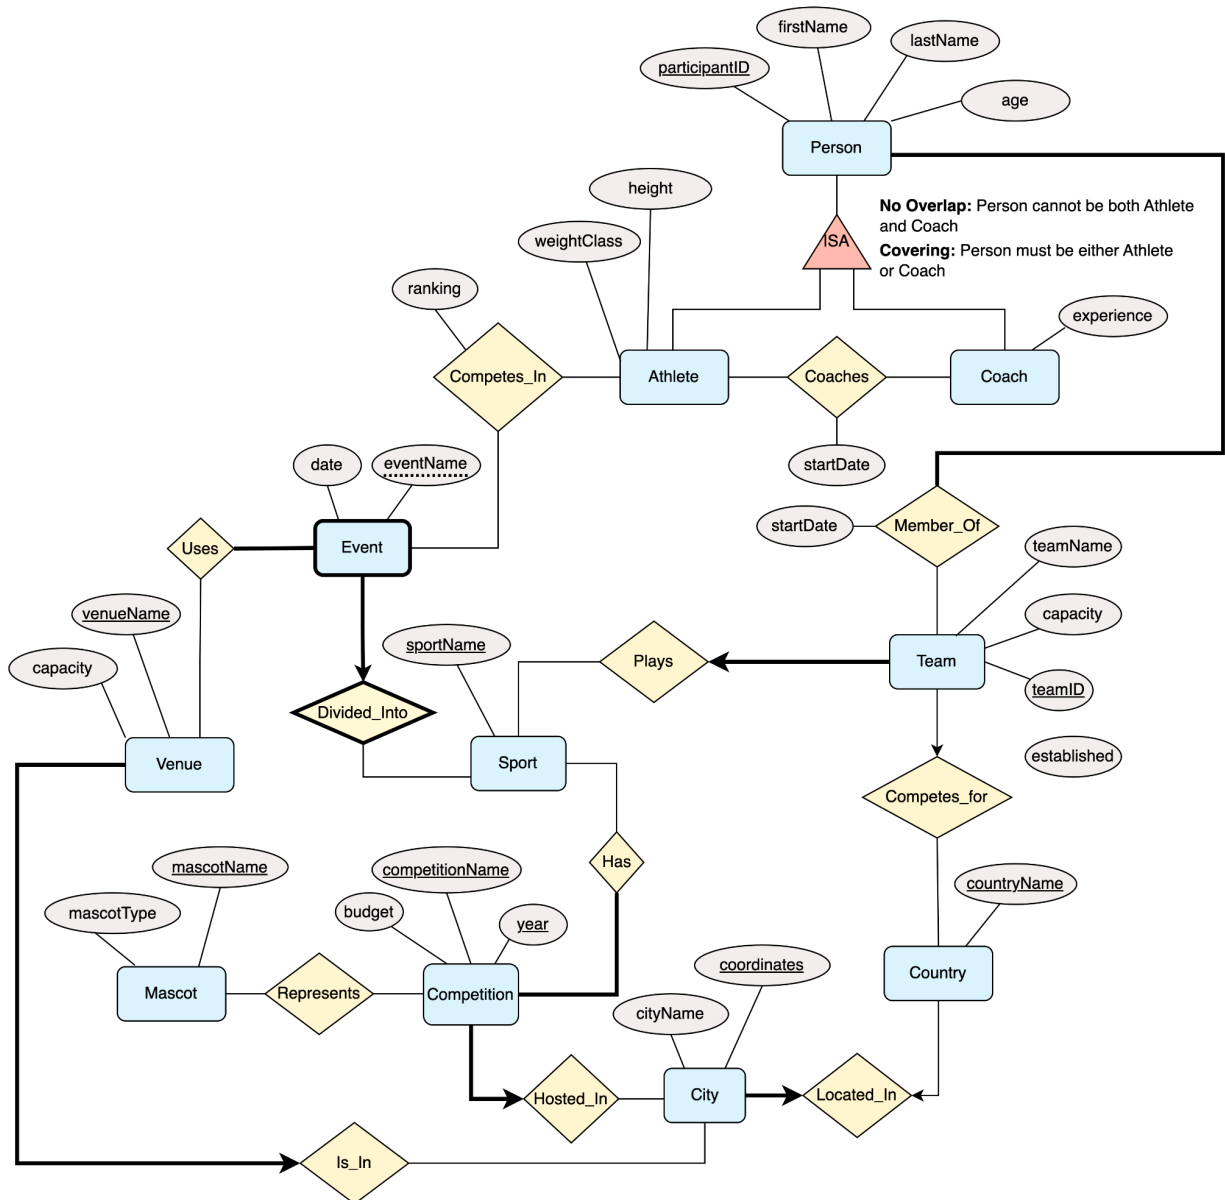 firstName
lastName
participantID
age
Person
height
No Overlap: Person cannot be both Athlete
and Coach
weightClass
ISA
Covering: Person must be either Athlete
or Coach
ranking
experience
Competes_In
Athlete
Coaches
Coach
date
eventName
startDate
startDate
Member_Of
Uses
Event
teamName
venueName
capacity
sportName
capacity
Plays
Team
teamID
Divided_Into
Venue
Sport
established
Competes_for
mascotName
competitionName
Has
countryName
mascotType
budget
year
coordinates
Country
Mascot
Represents
Competition
cityName
Hosted_In
City
Located_In
Is_In